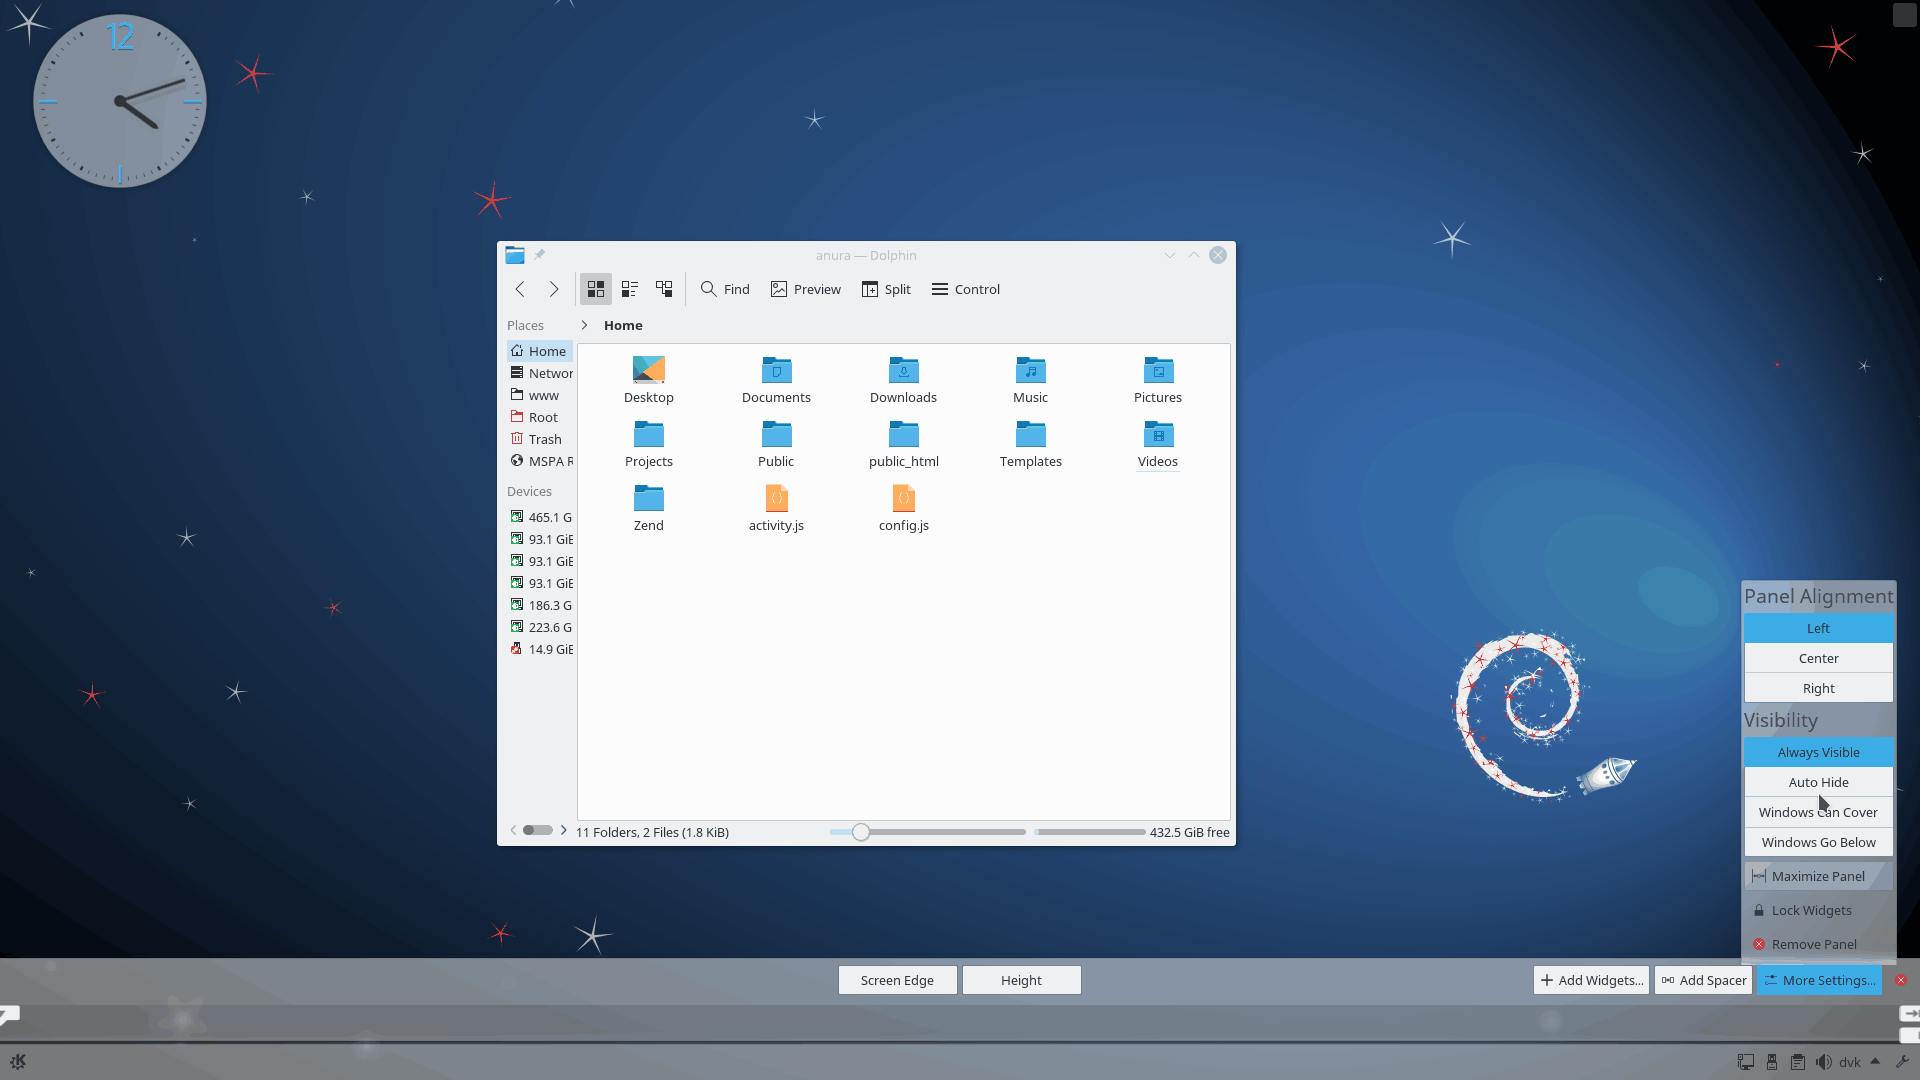 12
anura — Dolphin
Find
Preview
Split
Control
Places
Home
Home
Networ
www
Root
Trash
MSPA R
Devices
465.1 G
93.1 GiE
93.1 GiE
93.1 GiE
186.3 G
223.6 G
14.9 GiE
Desktop
Documents
Downloads
Music
Pictures
Projects
Public
public_html
Templates
Videos
Zend
activity.js
config.js
11 Folders, 2 Files (1.8 KiB)
432.5 GiB free
Panel Alignment
Left
Center
Right
Visibility
Always Visible
Auto Hide
Windows Can Cover
Windows Go Below
Maximize Panel
Lock Widgets
Remove Panel
Screen Edge
Height
Add Widgets...
Add Spacer
More Settings...
dvk